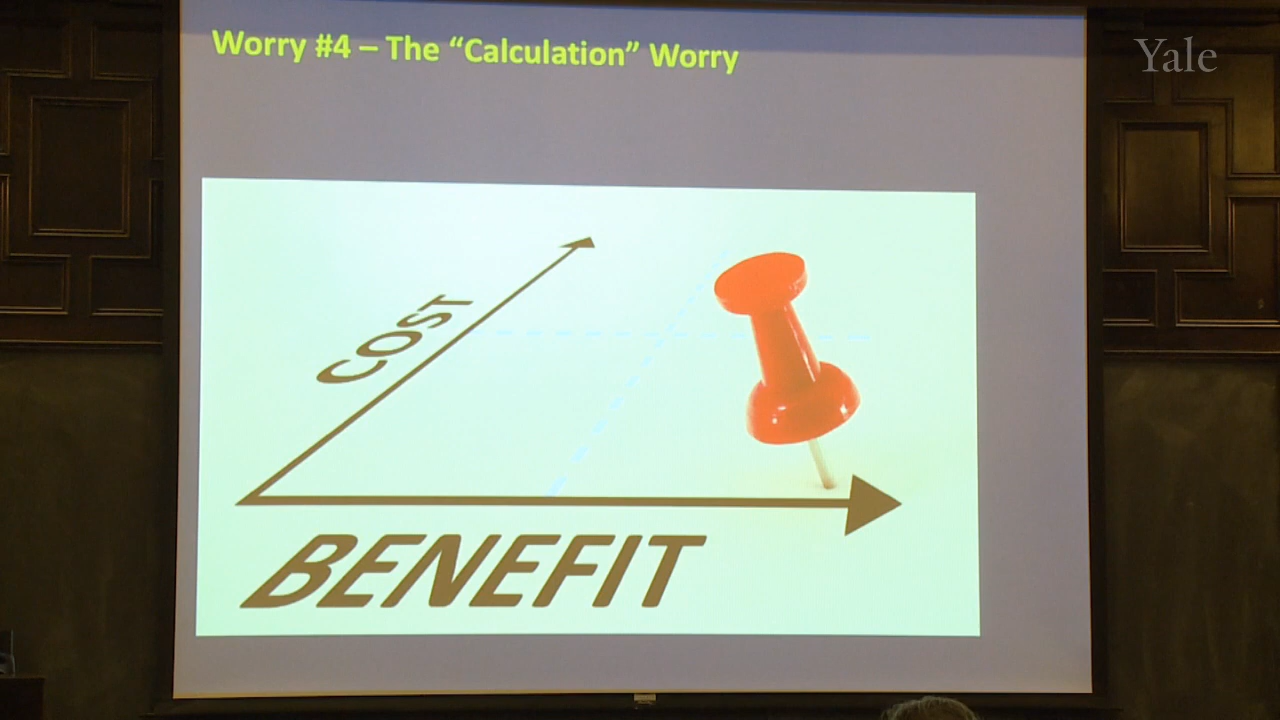 Worry #4 – The “Calculation” Worry
Yale
COST
BENEFIT